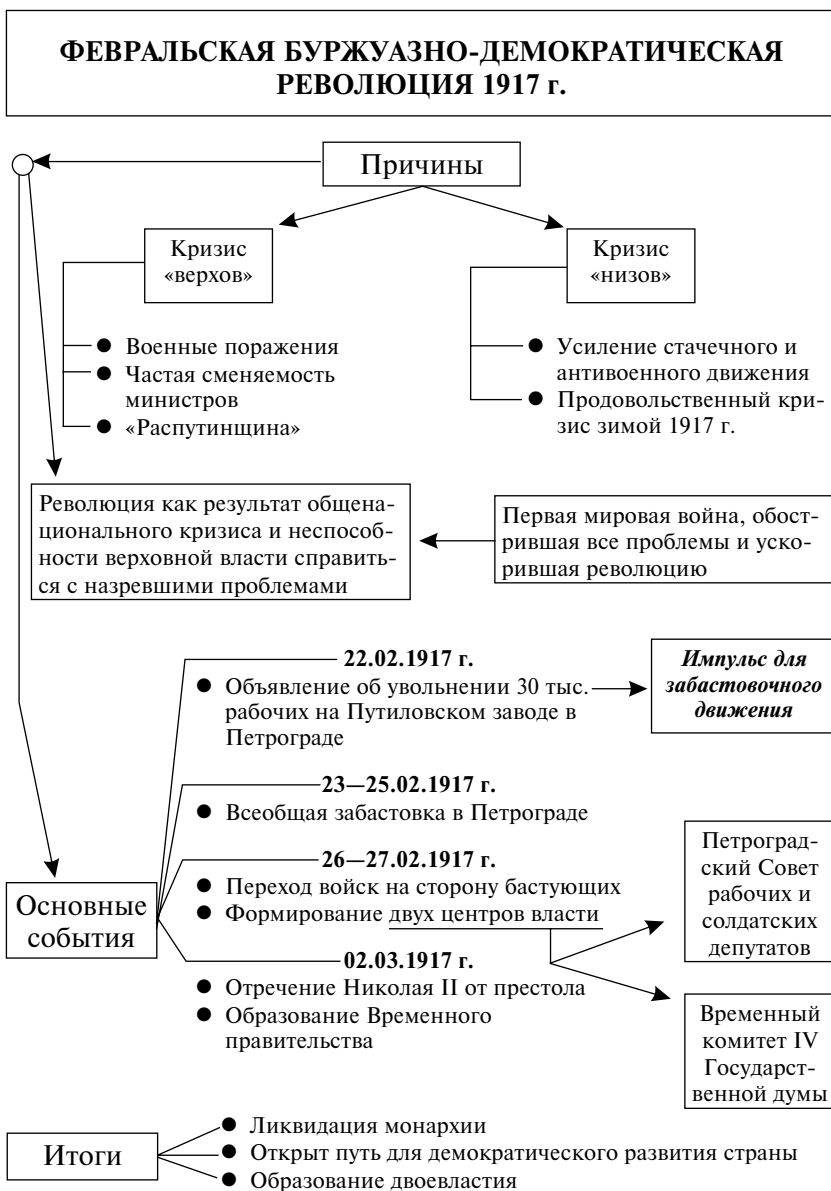 ФЕВРАЛЬСКАЯ БУРЖУАЗНО-ДЕМОКРАТИЧЕСКАЯ
РЕВОЛЮЦИЯ 1917 г.
Причины
Кризис
«верхов»
● Военные поражения
● Частая сменяемость
министров
● «Распутинщина»
Кризис
«низов»
● Усиление стачечного и
антивоенного движения
● Продовольственный кри-
зис зимой 1917 г.
Революция как результат общена-
ционального кризиса и неспособ-
ности верховной власти справить-
ся с назревшими проблемами
Первая мировая война, обост-
рившая все проблемы и уско-
рившая революцию
Основные
события
22.02.1917 г.
● Объявление об увольнении 30 тыс.
рабочих на Путиловском заводе в
Петрограде
Импульс для
забастовочного
движения
23—25.02.1917 г.
● Всеобщая забастовка в Петрограде
26—27.02.1917 г.
● Переход войск на сторону бастующих
● Формирование двух центров власти
Петроград-
ский Совет
рабочих и
солдатских
депутатов
Временный
комитет IV
Государст-
венной думы
02.03.1917 г.
● Отречение Николая II от престола
● Образование Временного
правительства
Итоги
● Ликвидация монархии
● Открыт путь для демократического развития страны
● Образование двоевластия